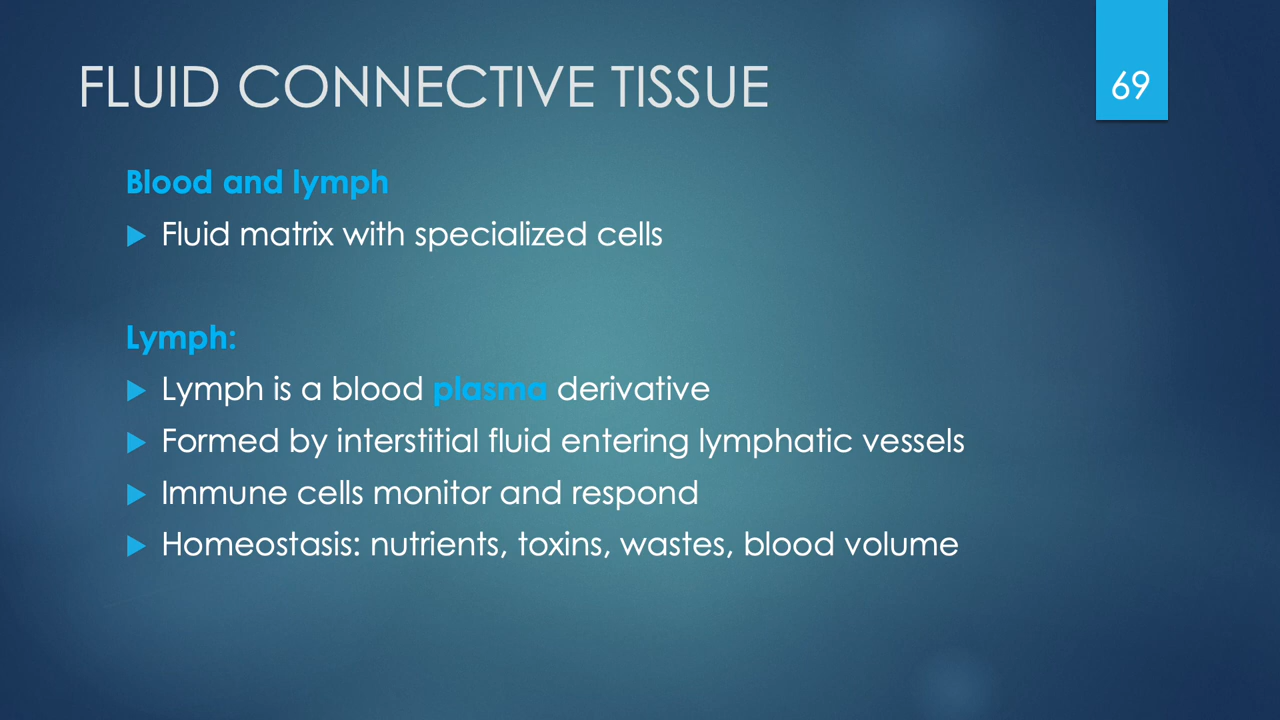 FLUID CONNECTIVE TISSUE
69
Blood and lymph
Fluid matrix with specialized cells
Lymph:
Lymph is a blood plasma derivative
Formed by interstitial fluid entering lymphatic vessels
Immune cells monitor and respond
Homeostasis: nutrients, toxins, wastes, blood volume